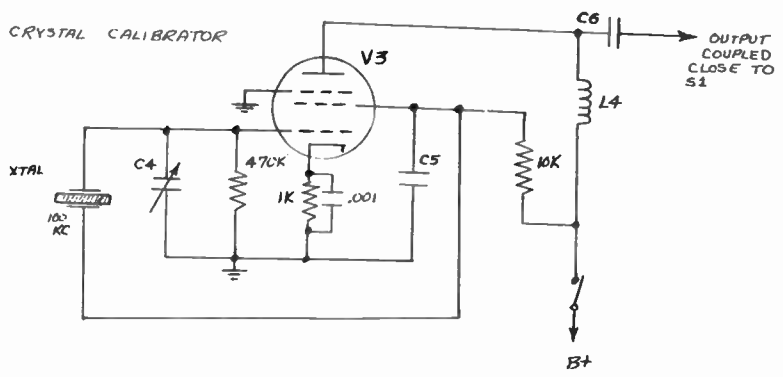 CRYSTAL CALIBRATOR
C6
V3
OUTPUT
COUPLED
CLOSE TO
S1
L4
XTAL
100
KC
C4
470K
1K
.001
C5
10K
B+